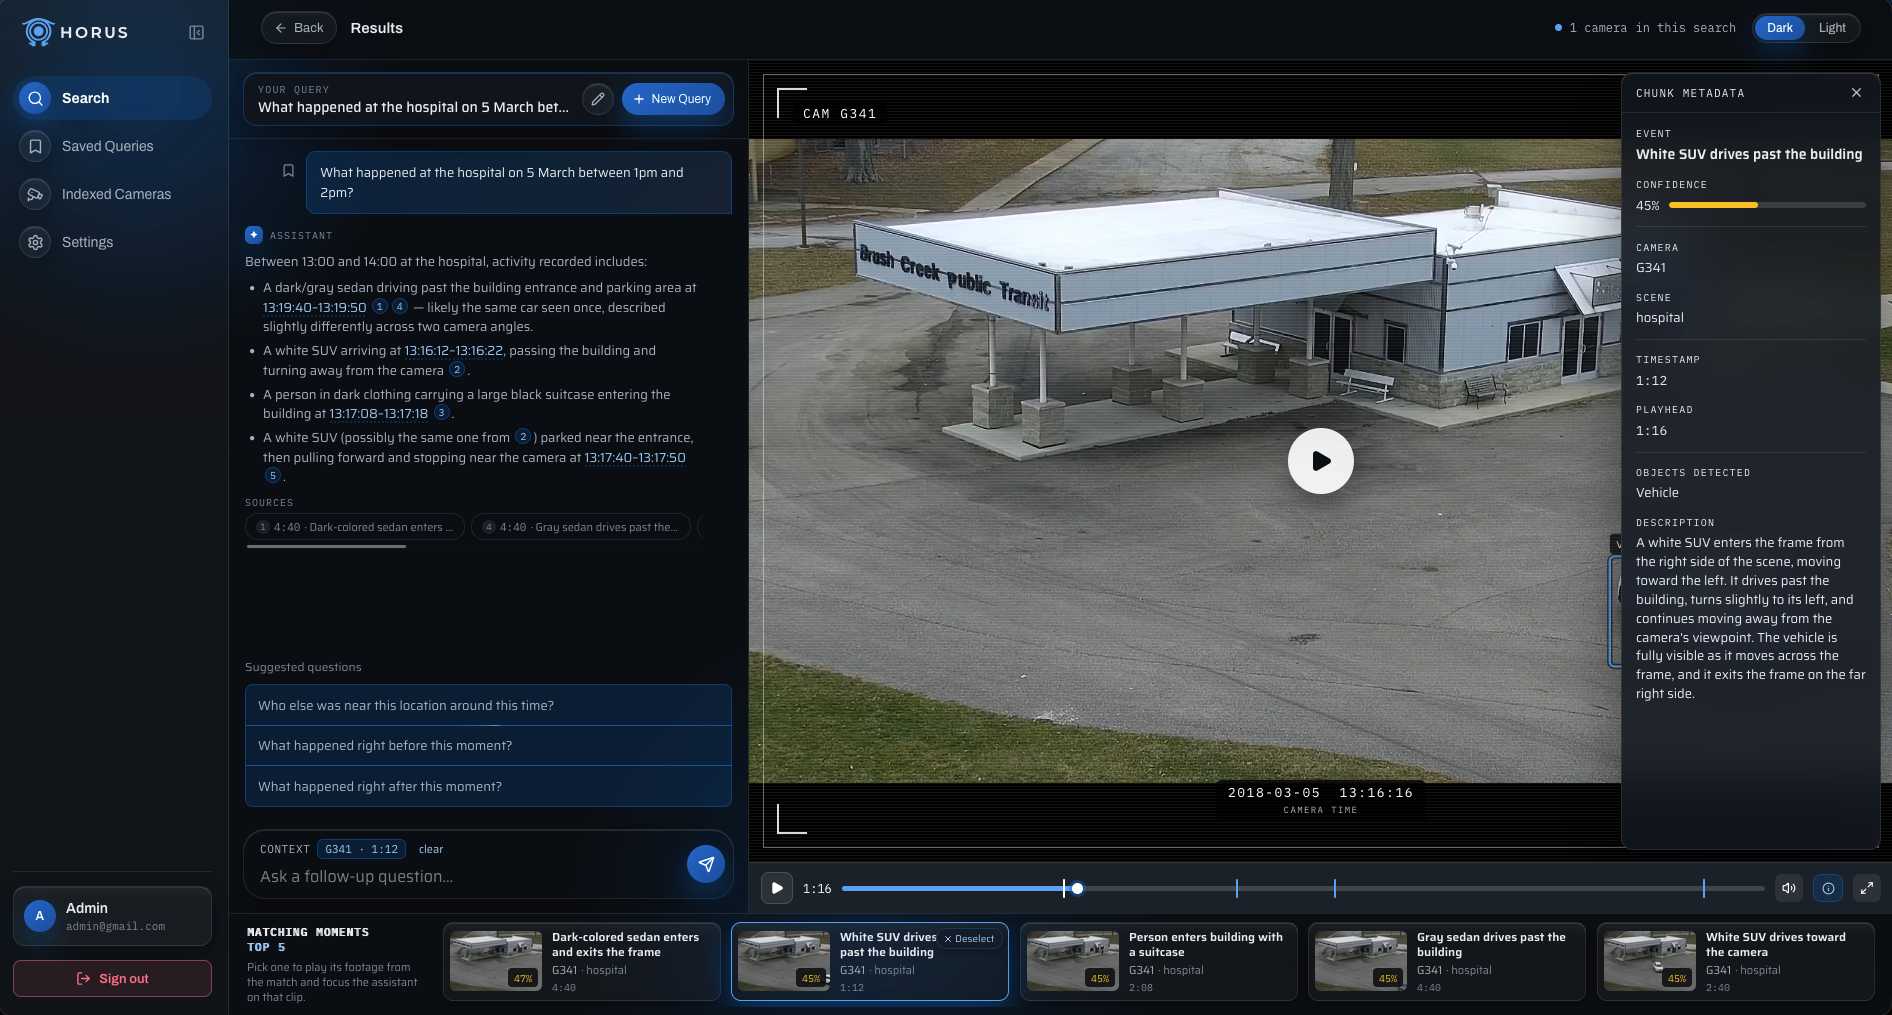 HORUS
Search
Saved Queries
Indexed Cameras
Settings
A
Admin
admin@gmail.com
Sign out
Back
Results
1 camera in this search
Dark
Light
YOUR QUERY
What happened at the hospital on 5 March bet...
New Query
What happened at the hospital on 5 March between 1pm and
2pm?
ASSISTANT
Between 13:00 and 14:00 at the hospital, activity recorded includes:
• A dark/gray sedan driving past the building entrance and parking area at
13:19:40–13:19:50 1 4 — likely the same car seen once, described
slightly differently across two camera angles.
• A white SUV arriving at 13:16:12–13:16:22, passing the building and
turning away from the camera 2 .
• A person in dark clothing carrying a large black suitcase entering the
building at 13:17:08–13:17:18 3 .
• A white SUV (possibly the same one from 2 ) parked near the entrance,
then pulling forward and stopping near the camera at 13:17:40–13:17:50
5 .
SOURCES
1 4:40 · Dark-colored sedan enters ...
4 4:40 · Gray sedan drives past the...
Suggested questions
Who else was near this location around this time?
What happened right before this moment?
What happened right after this moment?
CONTEXT G341 · 1:12 clear
Ask a follow-up question...
CAM G341
Brush Creek public Transit
2018-03-05 13:16:16
CAMERA TIME
CHUNK METADATA
EVENT
White SUV drives past the building
CONFIDENCE
45%
CAMERA
G341
SCENE
hospital
TIMESTAMP
1:12
PLAYHEAD
1:16
OBJECTS DETECTED
Vehicle
DESCRIPTION
A white SUV enters the frame from
the right side of the scene, moving
toward the left. It drives past the
building, turns slightly to its left, and
continues moving away from the
camera's viewpoint. The vehicle is
fully visible as it moves across the
frame, and it exits the frame on the far
right side.
1:16
MATCHING MOMENTS
TOP 5
Pick one to play its footage from
the match and focus the assistant
on that clip.
47%
Dark-colored sedan enters
and exits the frame
G341 · hospital
4:40
45%
White SUV drives
past the building
Deselect
G341 · hospital
1:12
45%
Person enters building with
a suitcase
G341 · hospital
2:08
45%
Gray sedan drives past the
building
G341 · hospital
4:40
45%
White SUV drives toward
the camera
G341 · hospital
2:40